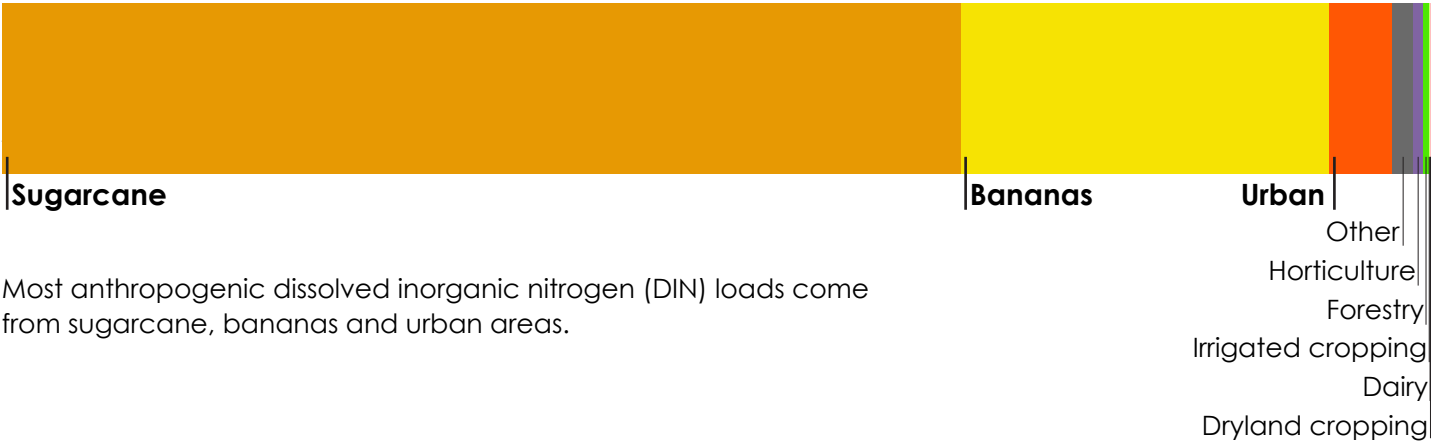 Sugarcane
Bananas
Urban
Other
Horticulture
Forestry
Irrigated cropping
Dairy
Dryland cropping
Most anthropogenic dissolved inorganic nitrogen (DIN) loads come
from sugarcane, bananas and urban areas.